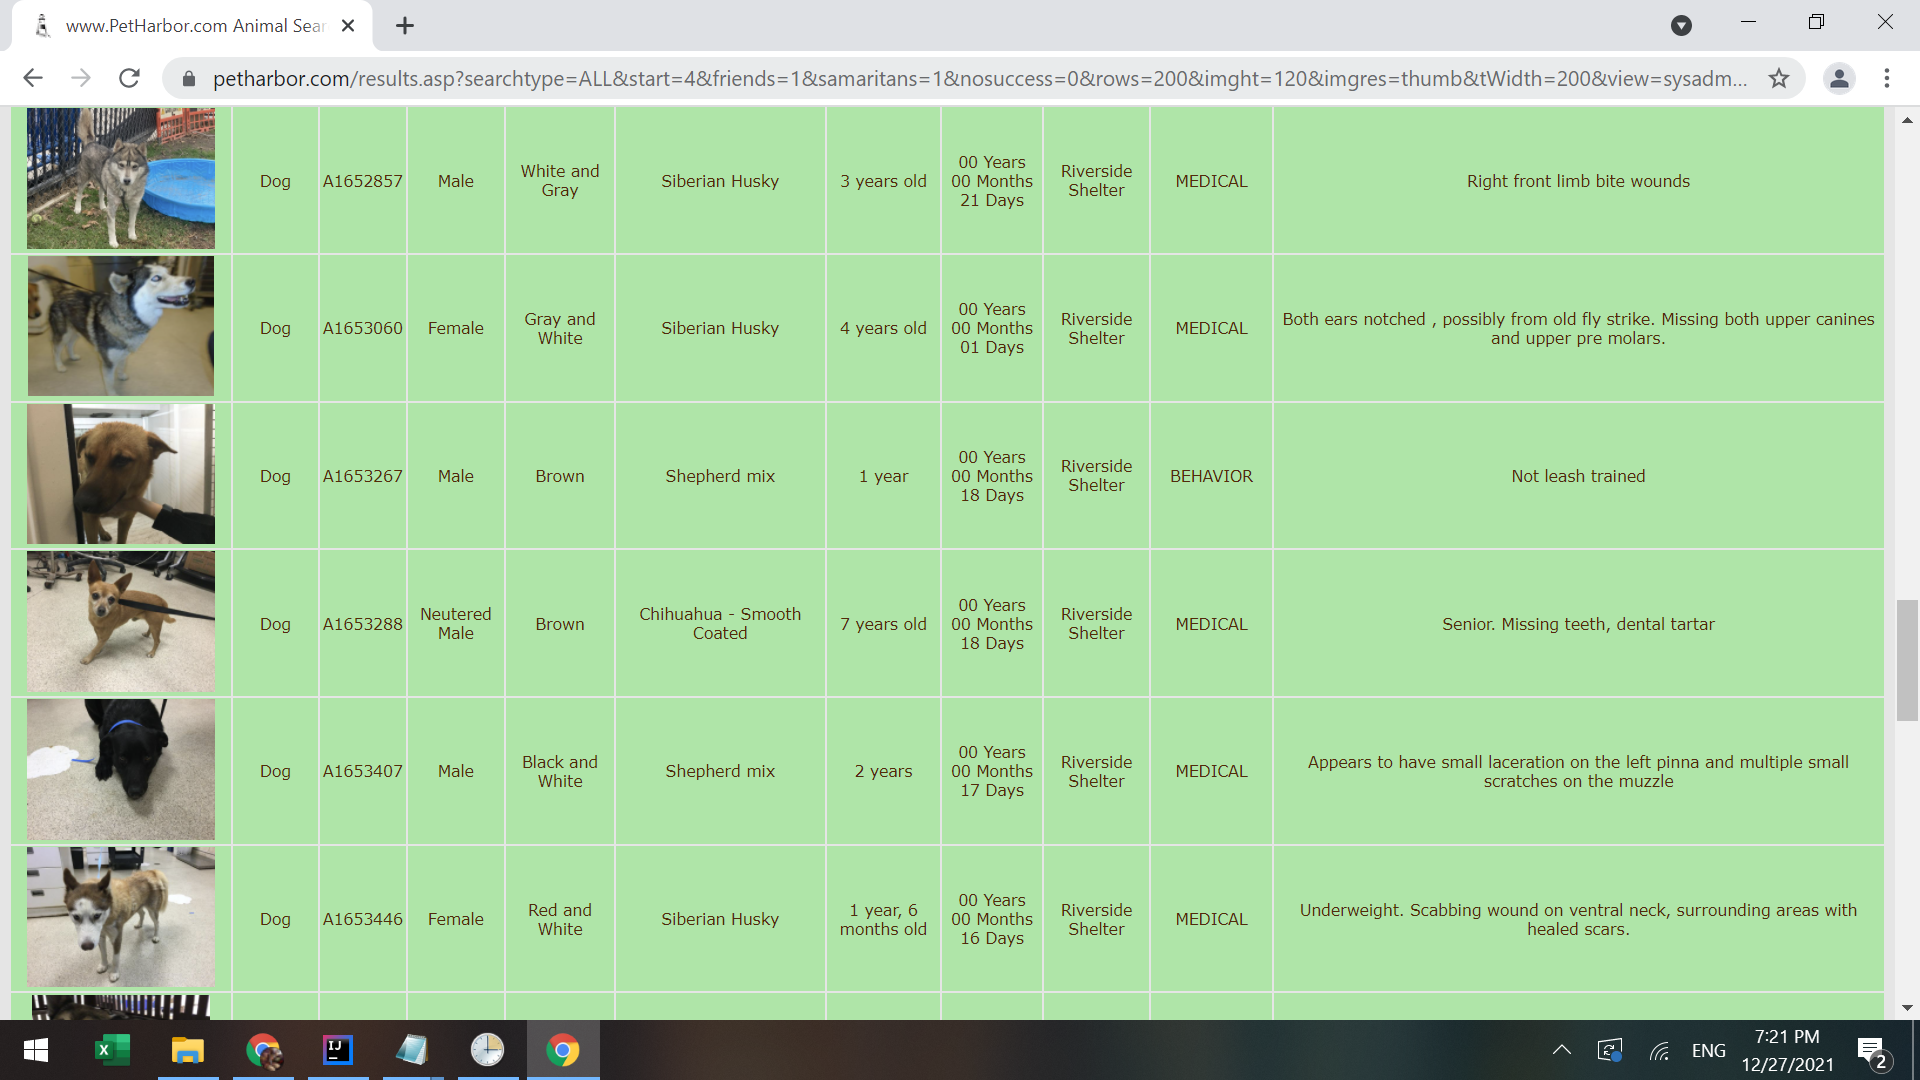 www.PetHarbor.com Animal Sear
petharbor.com/results.asp?searchtype=ALL&start=4&friends=1&samaritans=1&nosuccess=0&rows=200&imght=120&imgres=thumb&tWidth=200&view=sysadm...
Dog A1652857 Male White and Gray Siberian Husky 3 years old 00 Years 00 Months 21 Days Riverside Shelter MEDICAL Right front limb bite wounds
Dog A1653060 Female Gray and White Siberian Husky 4 years old 00 Years 00 Months 01 Days Riverside Shelter MEDICAL Both ears notched , possibly from old fly strike. Missing both upper canines and upper pre molars.
Dog A1653267 Male Brown Shepherd mix 1 year 00 Years 00 Months 18 Days Riverside Shelter BEHAVIOR Not leash trained
Dog A1653288 Neutered Male Brown Chihuahua - Smooth Coated 7 years old 00 Years 00 Months 18 Days Riverside Shelter MEDICAL Senior. Missing teeth, dental tartar
Dog A1653407 Male Black and White Shepherd mix 2 years 00 Years 00 Months 17 Days Riverside Shelter MEDICAL Appears to have small laceration on the left pinna and multiple small scratches on the muzzle
Dog A1653446 Female Red and White Siberian Husky 1 year, 6 months old 00 Years 00 Months 16 Days Riverside Shelter MEDICAL Underweight. Scabbing wound on ventral neck, surrounding areas with healed scars.
X IJ ENG 7:21 PM
12/27/2021 2